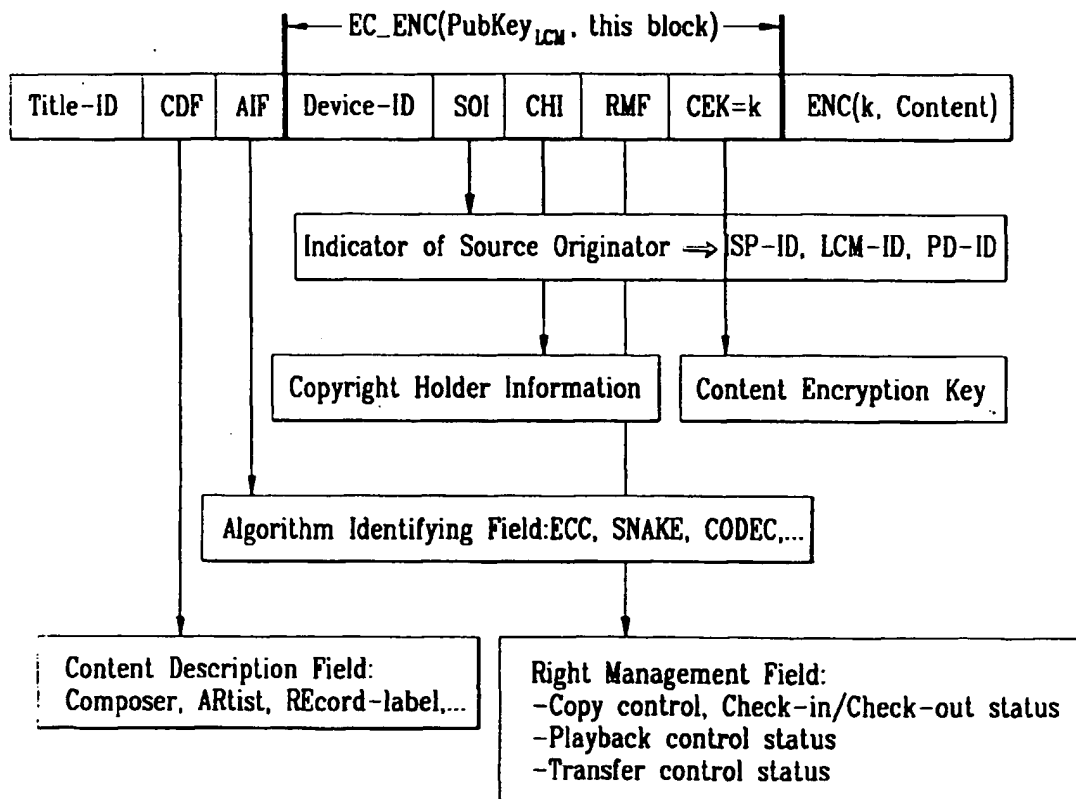 EC_ENC(PubKey_LCM, this block)
Title-ID CDF AIF Device-ID SOI CHI RMF CEK=k ENC(k, Content)
Indicator of Source Originator ⇒ ISP-ID, LCM-ID, PD-ID
Copyright Holder Information
Content Encryption Key
Algorithm Identifying Field:ECC, SNAKE, CODEC,...
Content Description Field:
Composer, ARtist, REcord-label,...
Right Management Field:
-Copy control, Check-in/Check-out status
-Playback control status
-Transfer control status